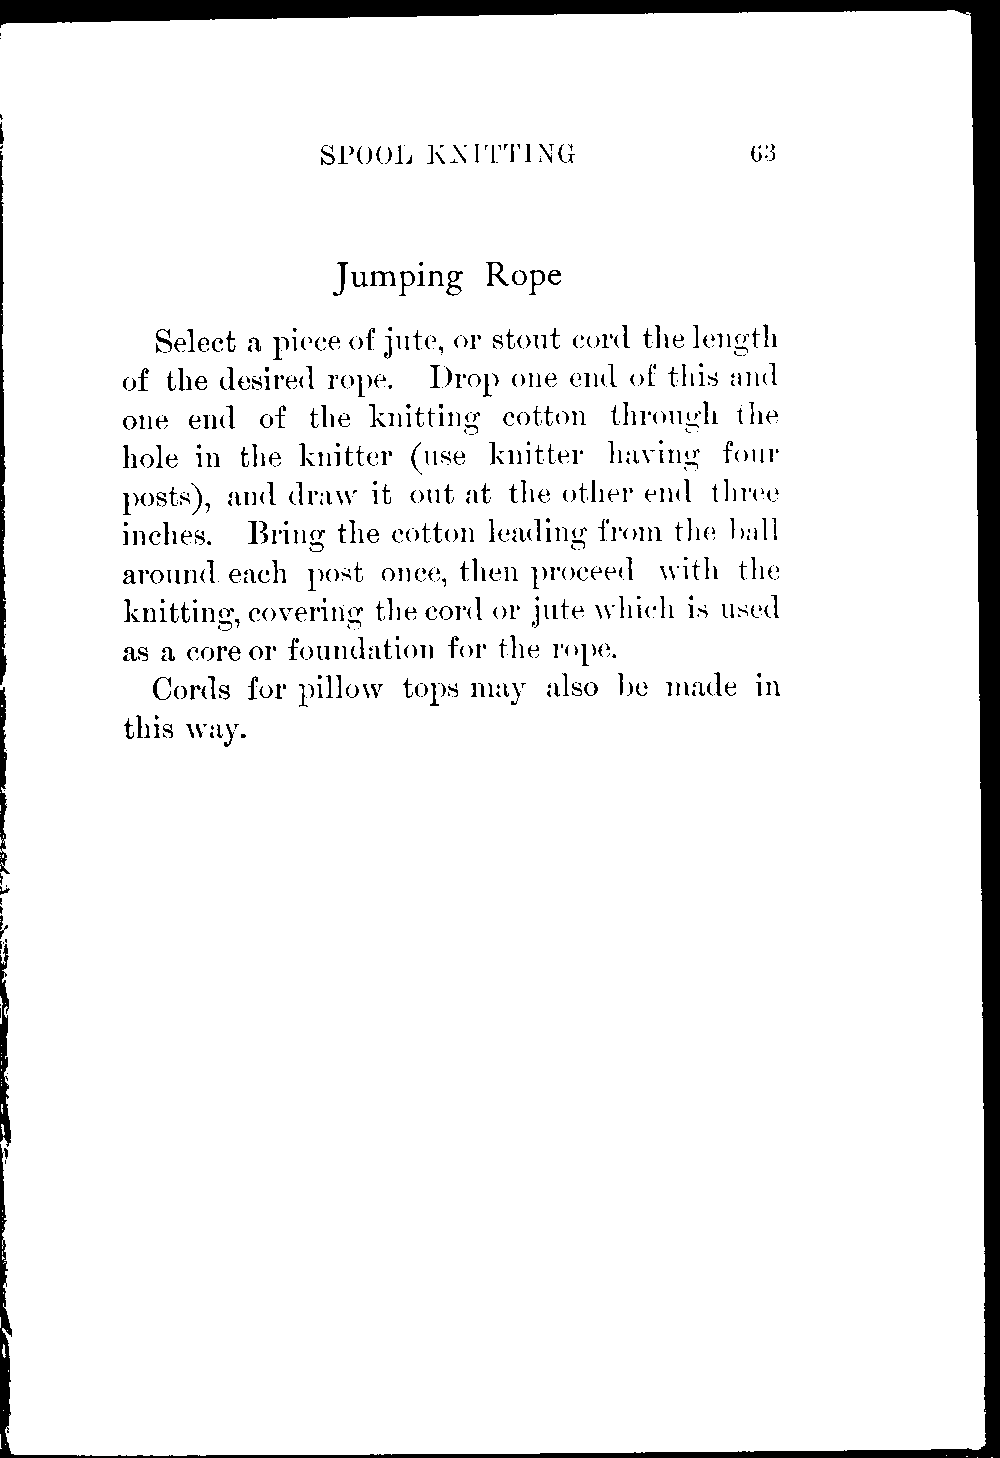 SPOOL KNITTING 63
Jumping Rope
Select a piece of jute, or stout cord the length
of the desired rope. Drop one end of this and
one end of the knitting cotton through the
hole in the knitter (use knitter having four
posts), and draw it out at the other end three
inches. Bring the cotton leading from the ball
around each post once, then proceed with the
knitting, covering the cord or jute which is used
as a core or foundation for the rope.
Cords for pillow tops may also be made in
this way.